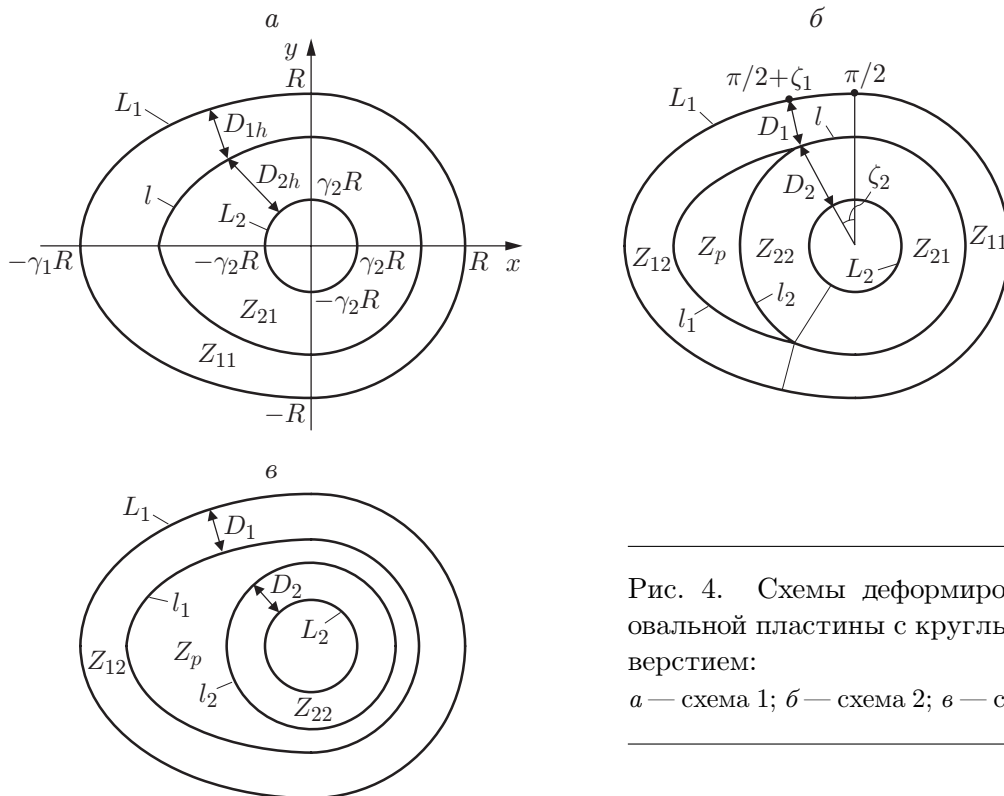 а
y
R
L₁
D₁ₕ
D₂ₕ
l
γ₂R
L₂
−γ₁R
−γ₂R
γ₂R
R
x
−γ₂R
Z₂₁
Z₁₁
−R
б
π/2+ζ₁
π/2
L₁
l
D₁
D₂
ζ₂
Z₁₂
Zₚ
Z₂₂
Z₂₁
Z₁₁
L₂
l₂
l₁
в
L₁
D₁
l₁
D₂
L₂
Z₁₂
Zₚ
l₂
Z₂₂
Рис. 4. Схемы деформиро
овальной пластины с кругль
верстием:
а — схема 1; б — схема 2; в — с